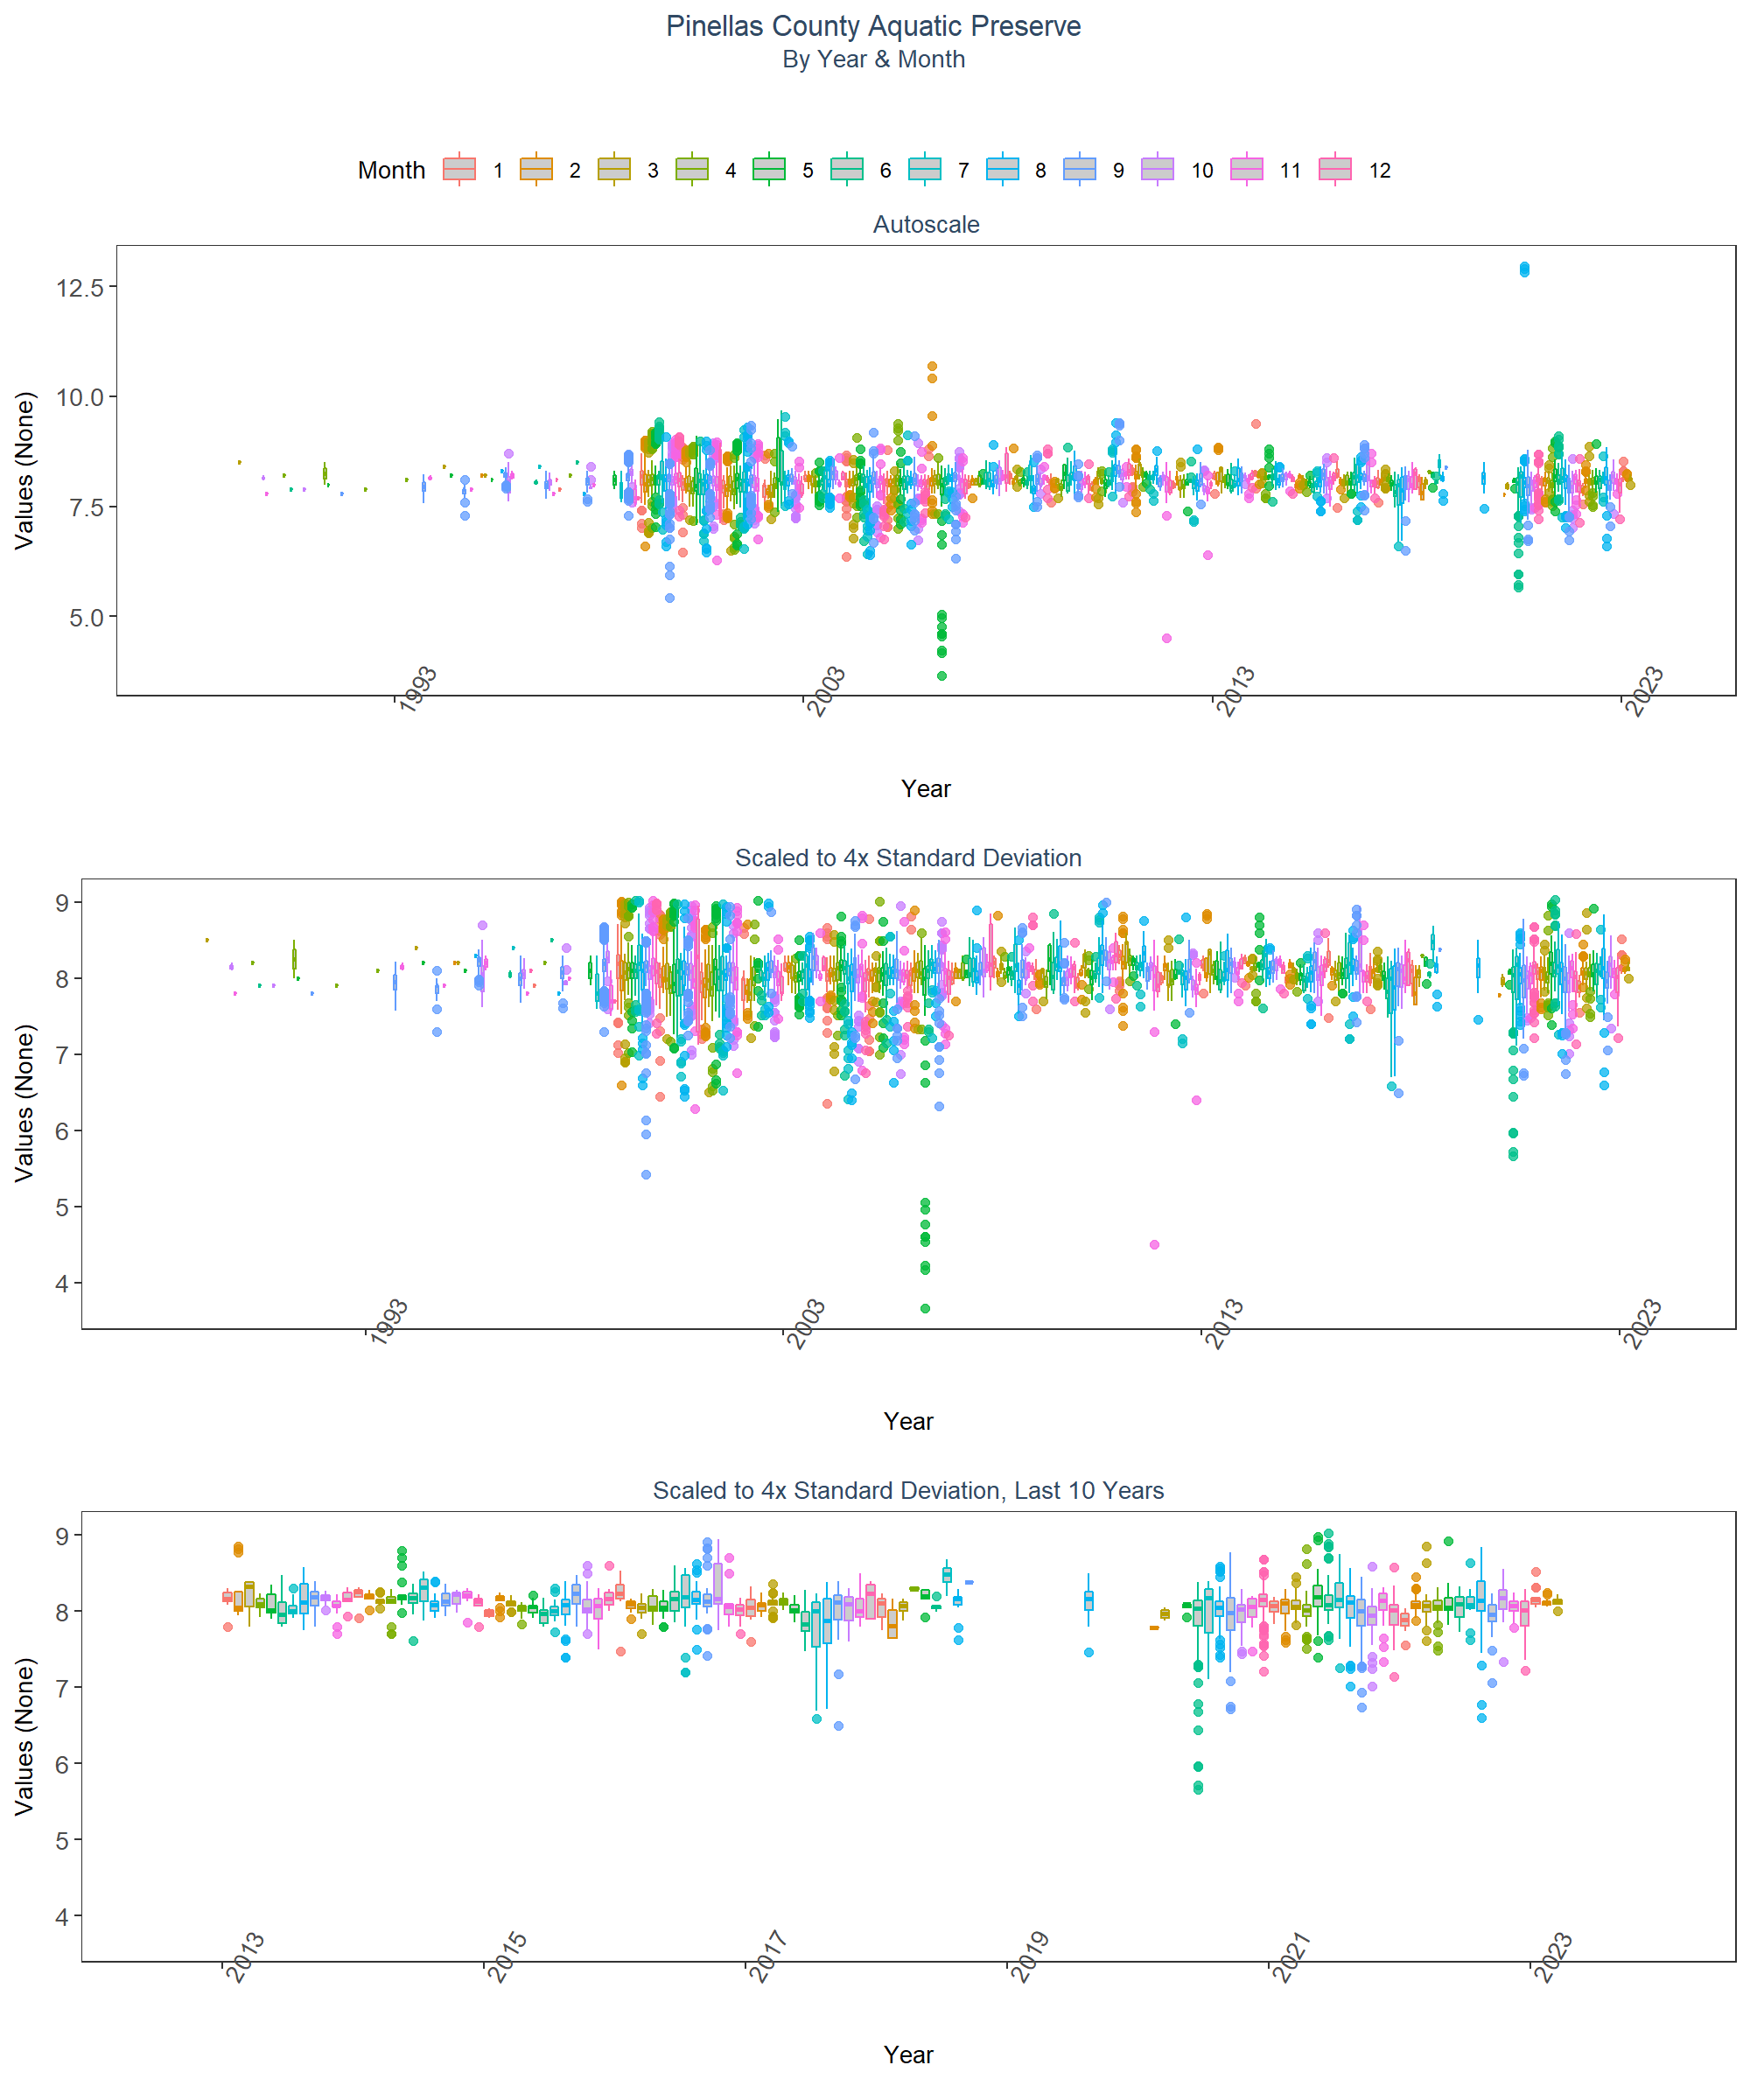 Pinellas County Aquatic Preserve
By Year & Month
Month 1 2 3 4 5 6 7 8 9 10 11 12
Autoscale
Values (None)
12.5
10.0
7.5
5.0
1993 2003 2013 2023
Year
Scaled to 4x Standard Deviation
Values (None)
9
8
7
6
5
4
1993 2003 2013 2023
Year
Scaled to 4x Standard Deviation, Last 10 Years
Values (None)
9
8
7
6
5
4
2013 2015 2017 2019 2021 2023
Year